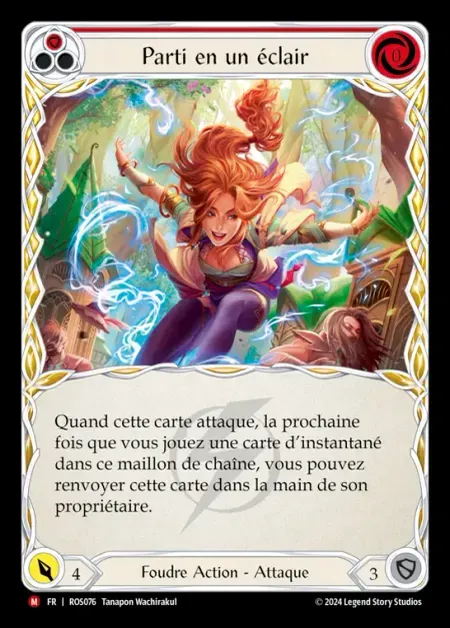 Parti en un éclair
0
Quand cette carte attaque, la prochaine
fois que vous jouez une carte d'instantané
dans ce maillon de chaîne, vous pouvez
renvoyer cette carte dans la main de son
propriétaire.
4
Foudre Action - Attaque
3
M FR | ROS076 Tanapon Wachirakul
© 2024 Legend Story Studios